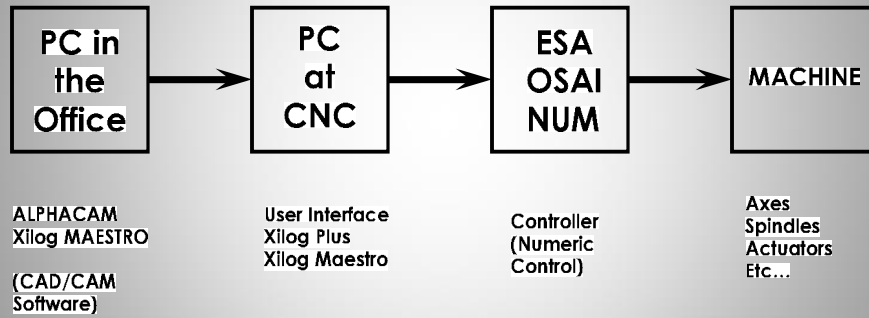 PC in
the
Office
PC
at
CNC
ESA
OSAI
NUM
MACHINE
ALPHACAM
Xilog MAESTRO
(CAD/CAM
Software)
User Interface
Xilog Plus
Xilog Maestro
Controller
(Numeric
Control)
Axes
Spindles
Actuators
Etc...